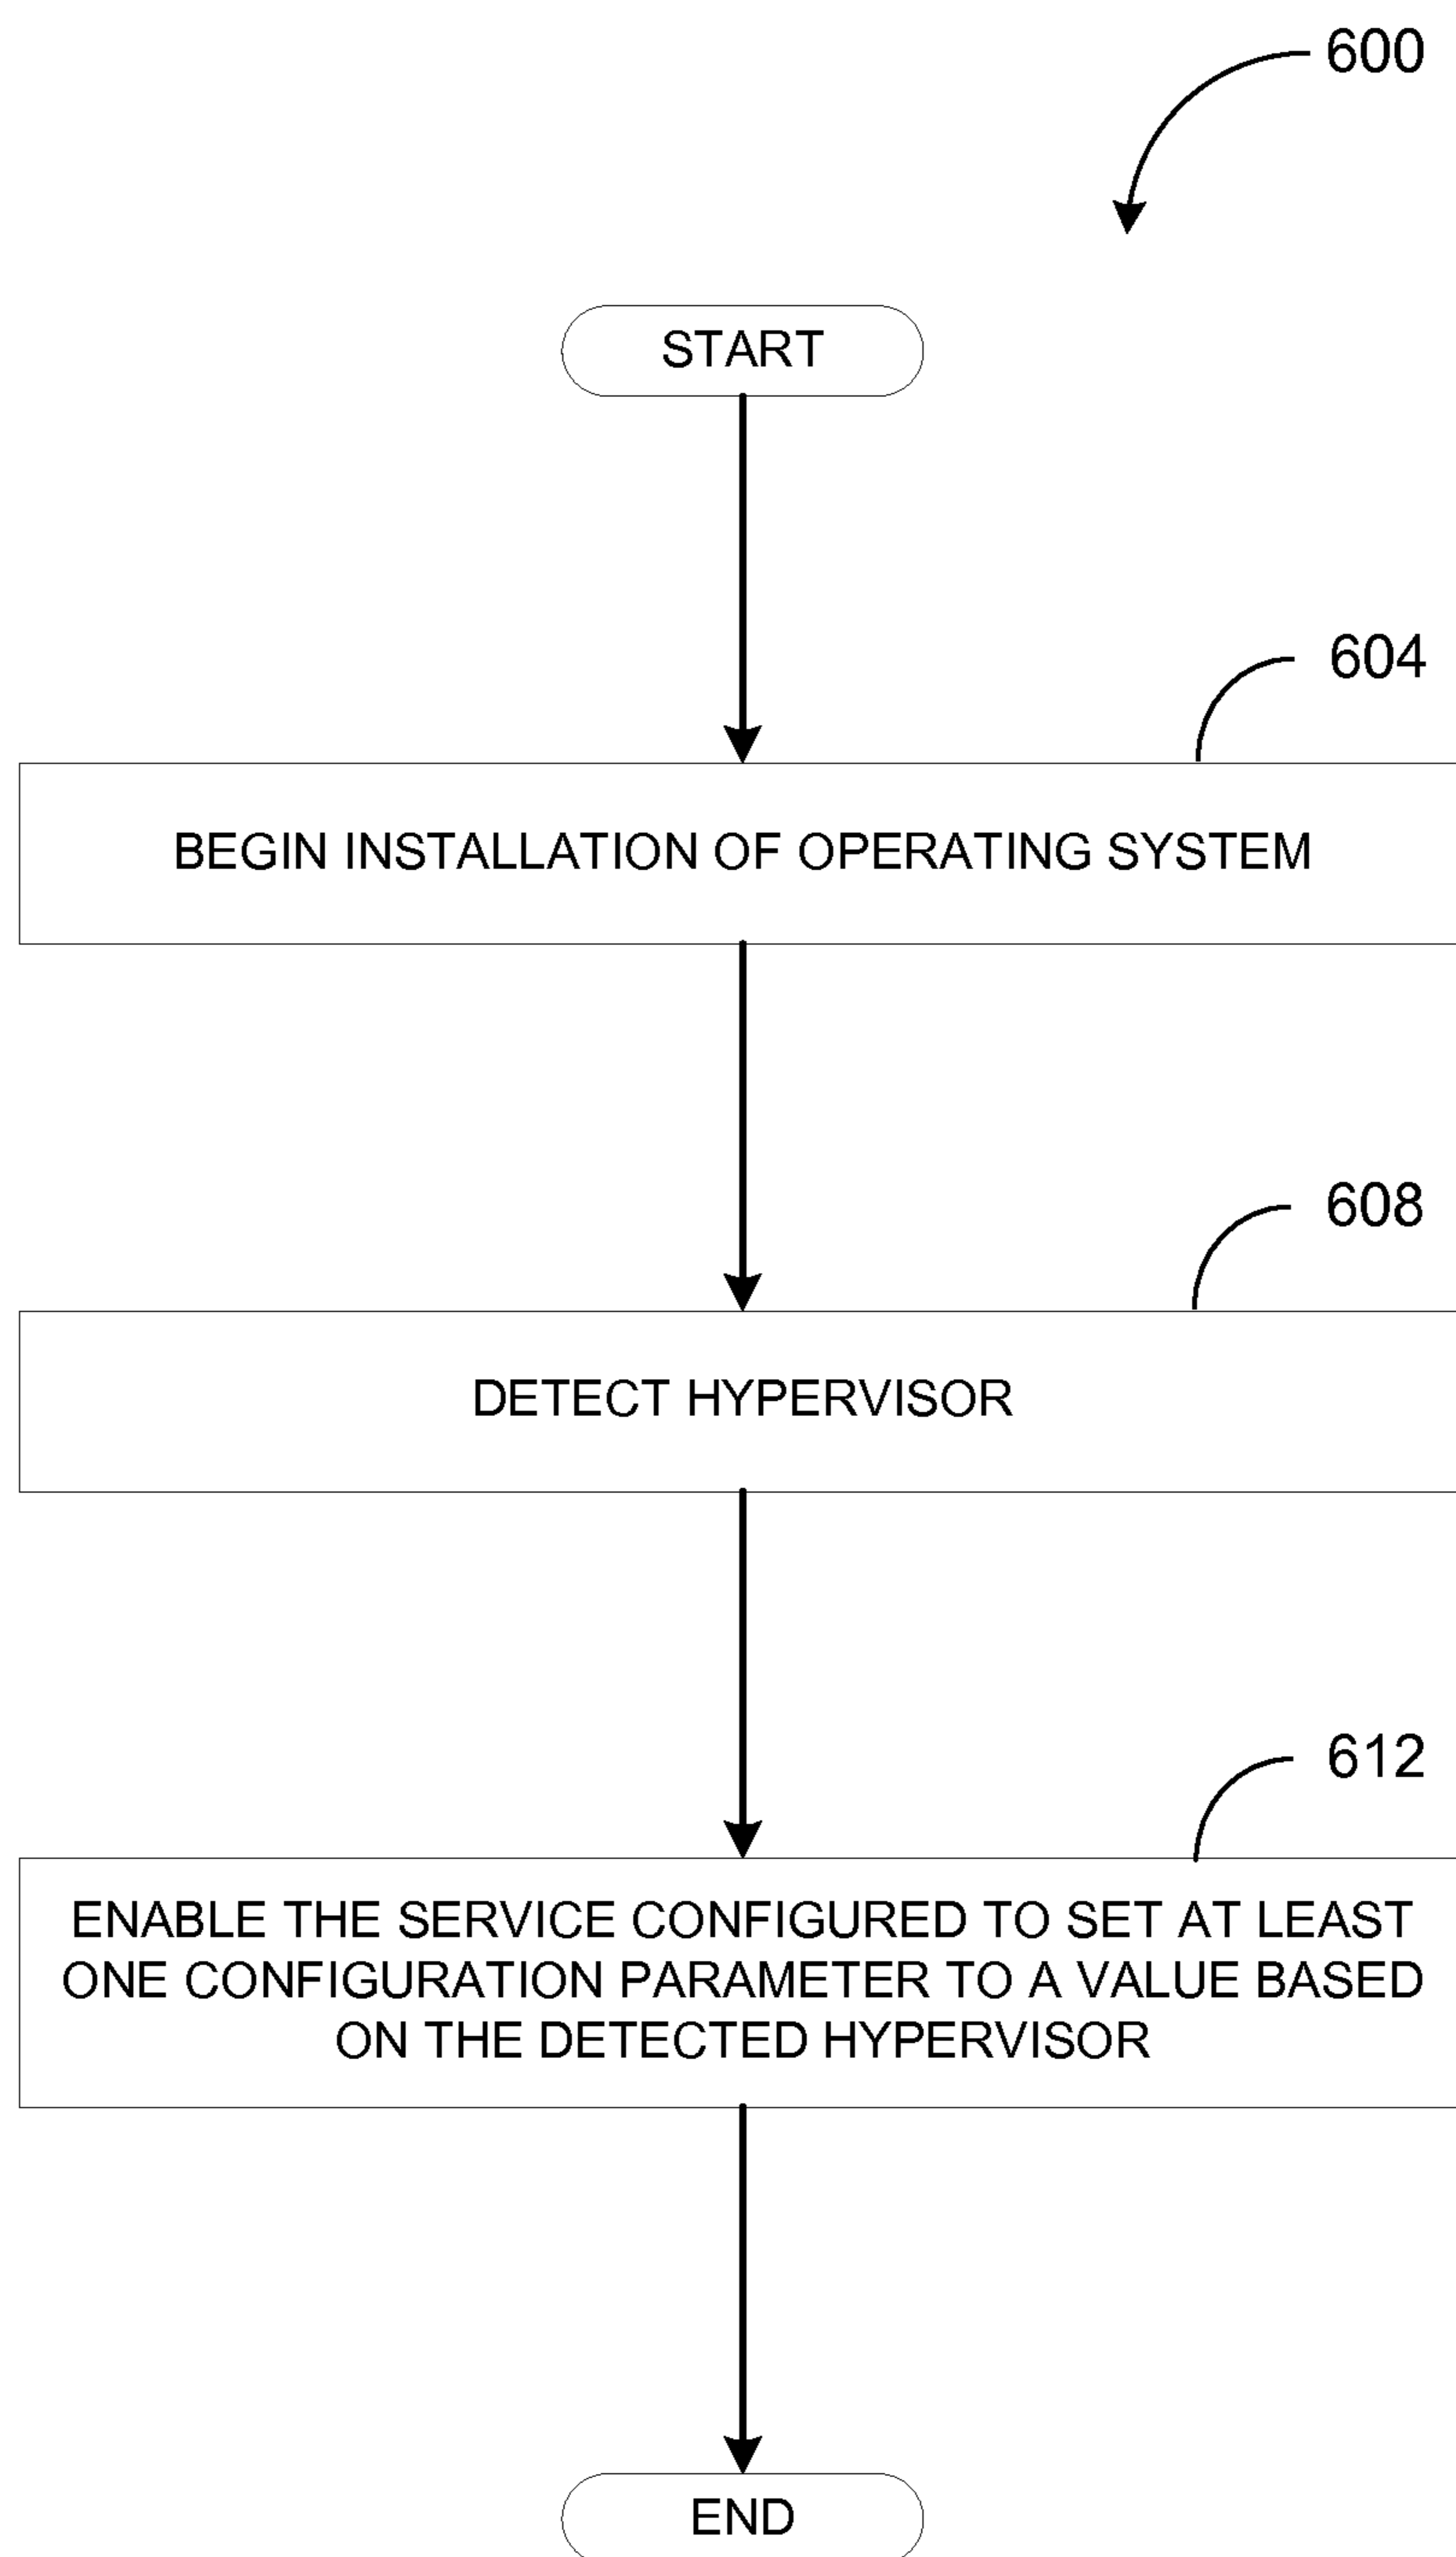 600
START
604
BEGIN INSTALLATION OF OPERATING SYSTEM
608
DETECT HYPERVISOR
612
ENABLE THE SERVICE CONFIGURED TO SET AT LEAST
ONE CONFIGURATION PARAMETER TO A VALUE BASED
ON THE DETECTED HYPERVISOR
END